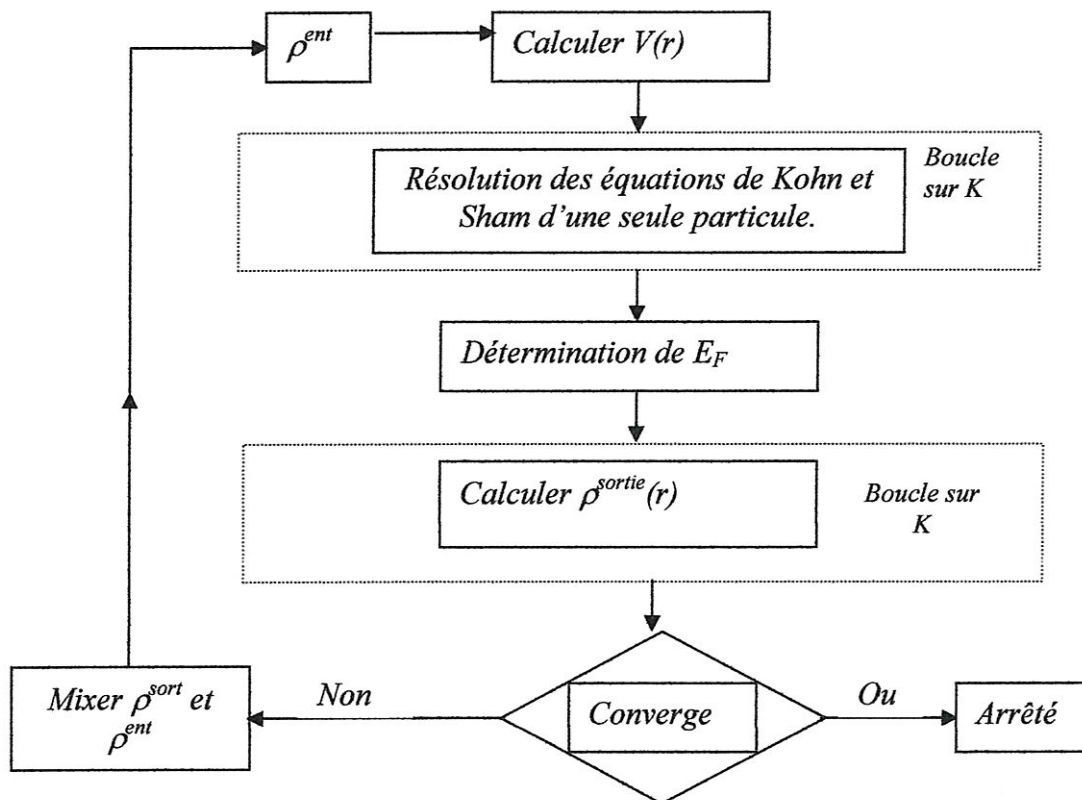 ρ^ent
Calculer V(r)
Résolution des équations de Kohn et
Sham d'une seule particule.
Boucle
sur K
Détermination de E_F
Calculer ρ^sortie(r)
Boucle sur
K
Mixer ρ^sort et
ρ^ent
Non
Converge
Ou
Arrêté